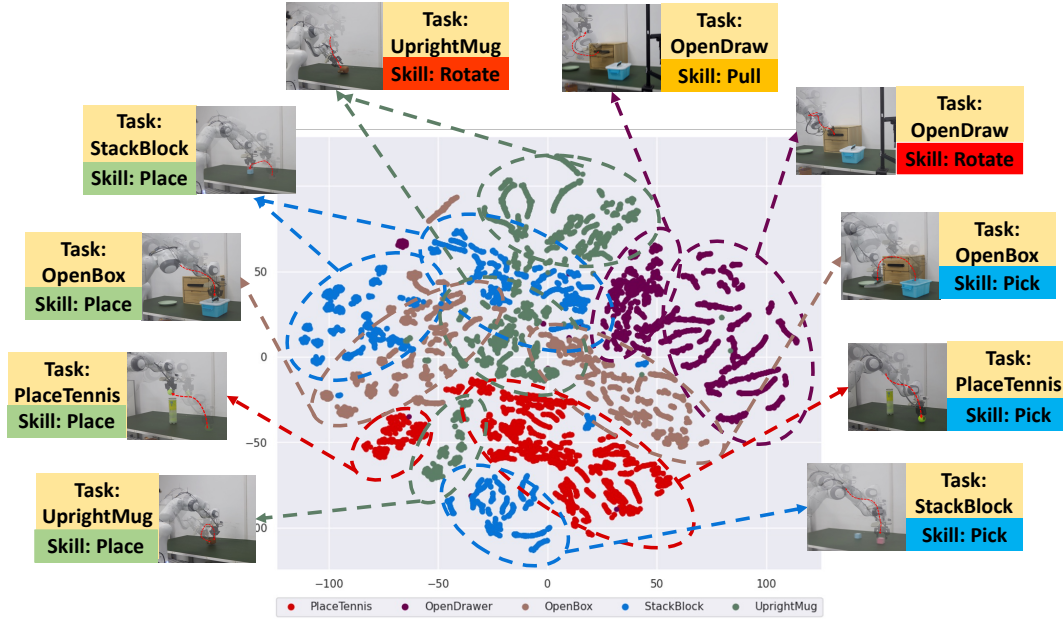 Task:
UprightMug
Skill: Rotate
Task:
OpenDraw
Skill: Pull
Task:
OpenDraw
Skill: Rotate
Task:
StackBlock
Skill: Place
Task:
OpenBox
Skill: Place
Task:
OpenBox
Skill: Pick
Task:
PlaceTennis
Skill: Place
Task:
PlaceTennis
Skill: Pick
Task:
UprightMug
Skill: Place
Task:
StackBlock
Skill: Pick
50
0
−50
−100 −50 0 50 100
PlaceTennis OpenDrawer OpenBox StackBlock UprightMug